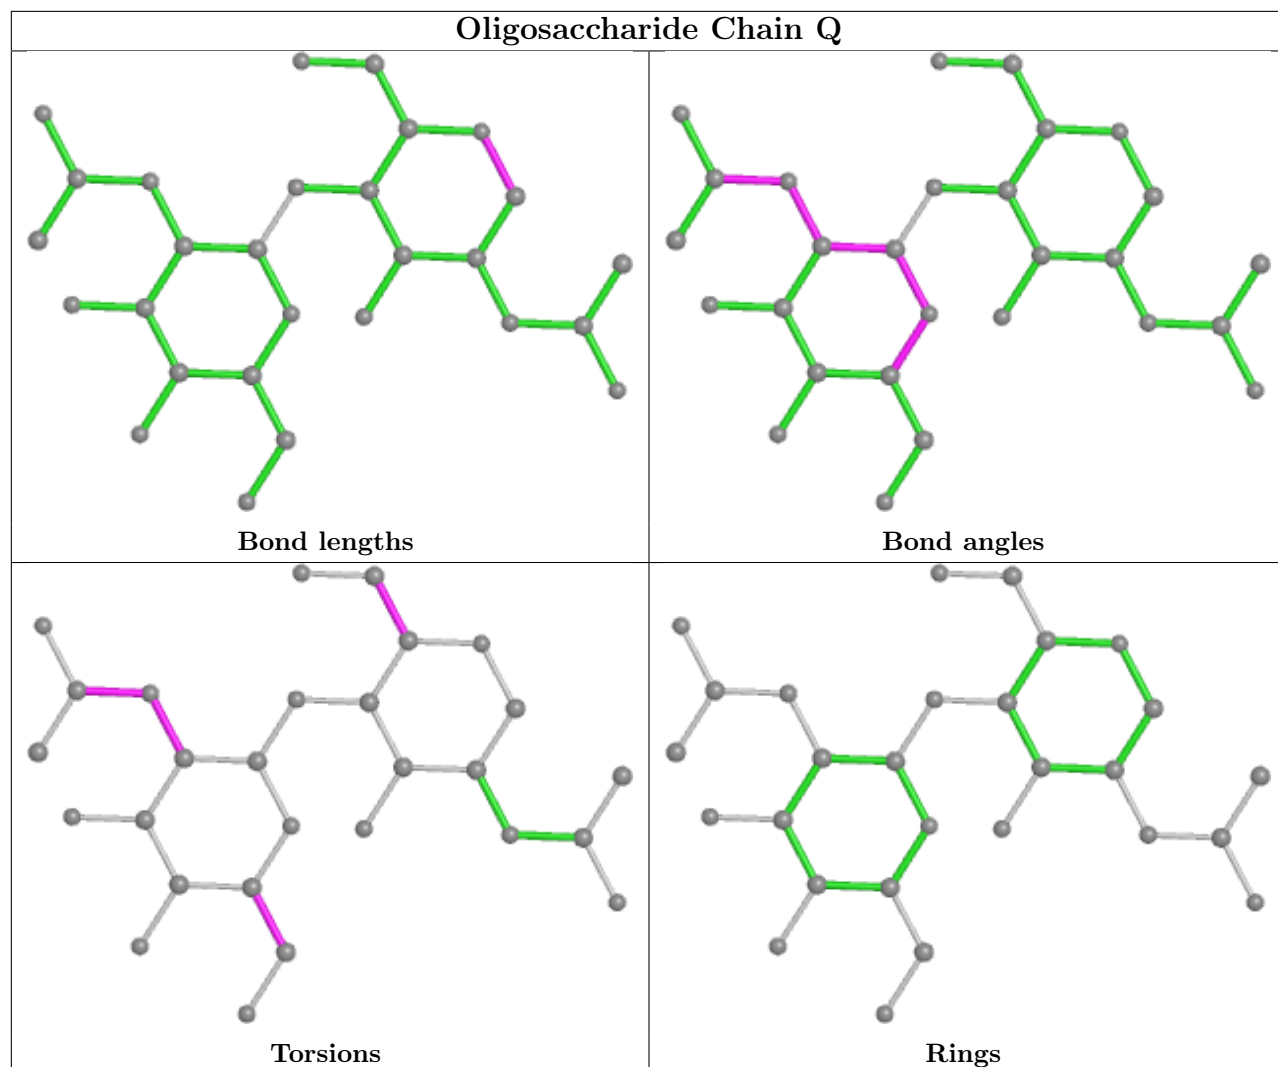 Oligosaccharide Chain Q
Bond lengths
Bond angles
Torsions
Rings